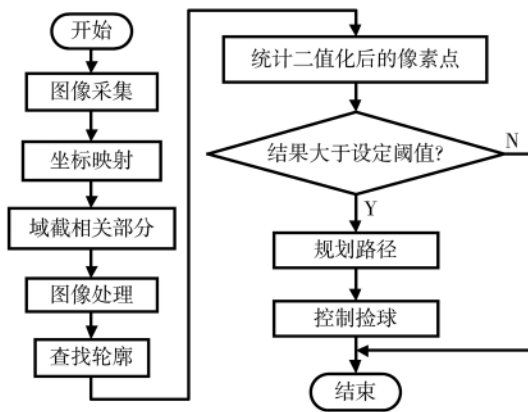 开始
图像采集
坐标映射
域截相关部分
图像处理
查找轮廓
统计二值化后的像素点
结果大于设定阈值?
N
Y
规划路径
控制捡球
结束